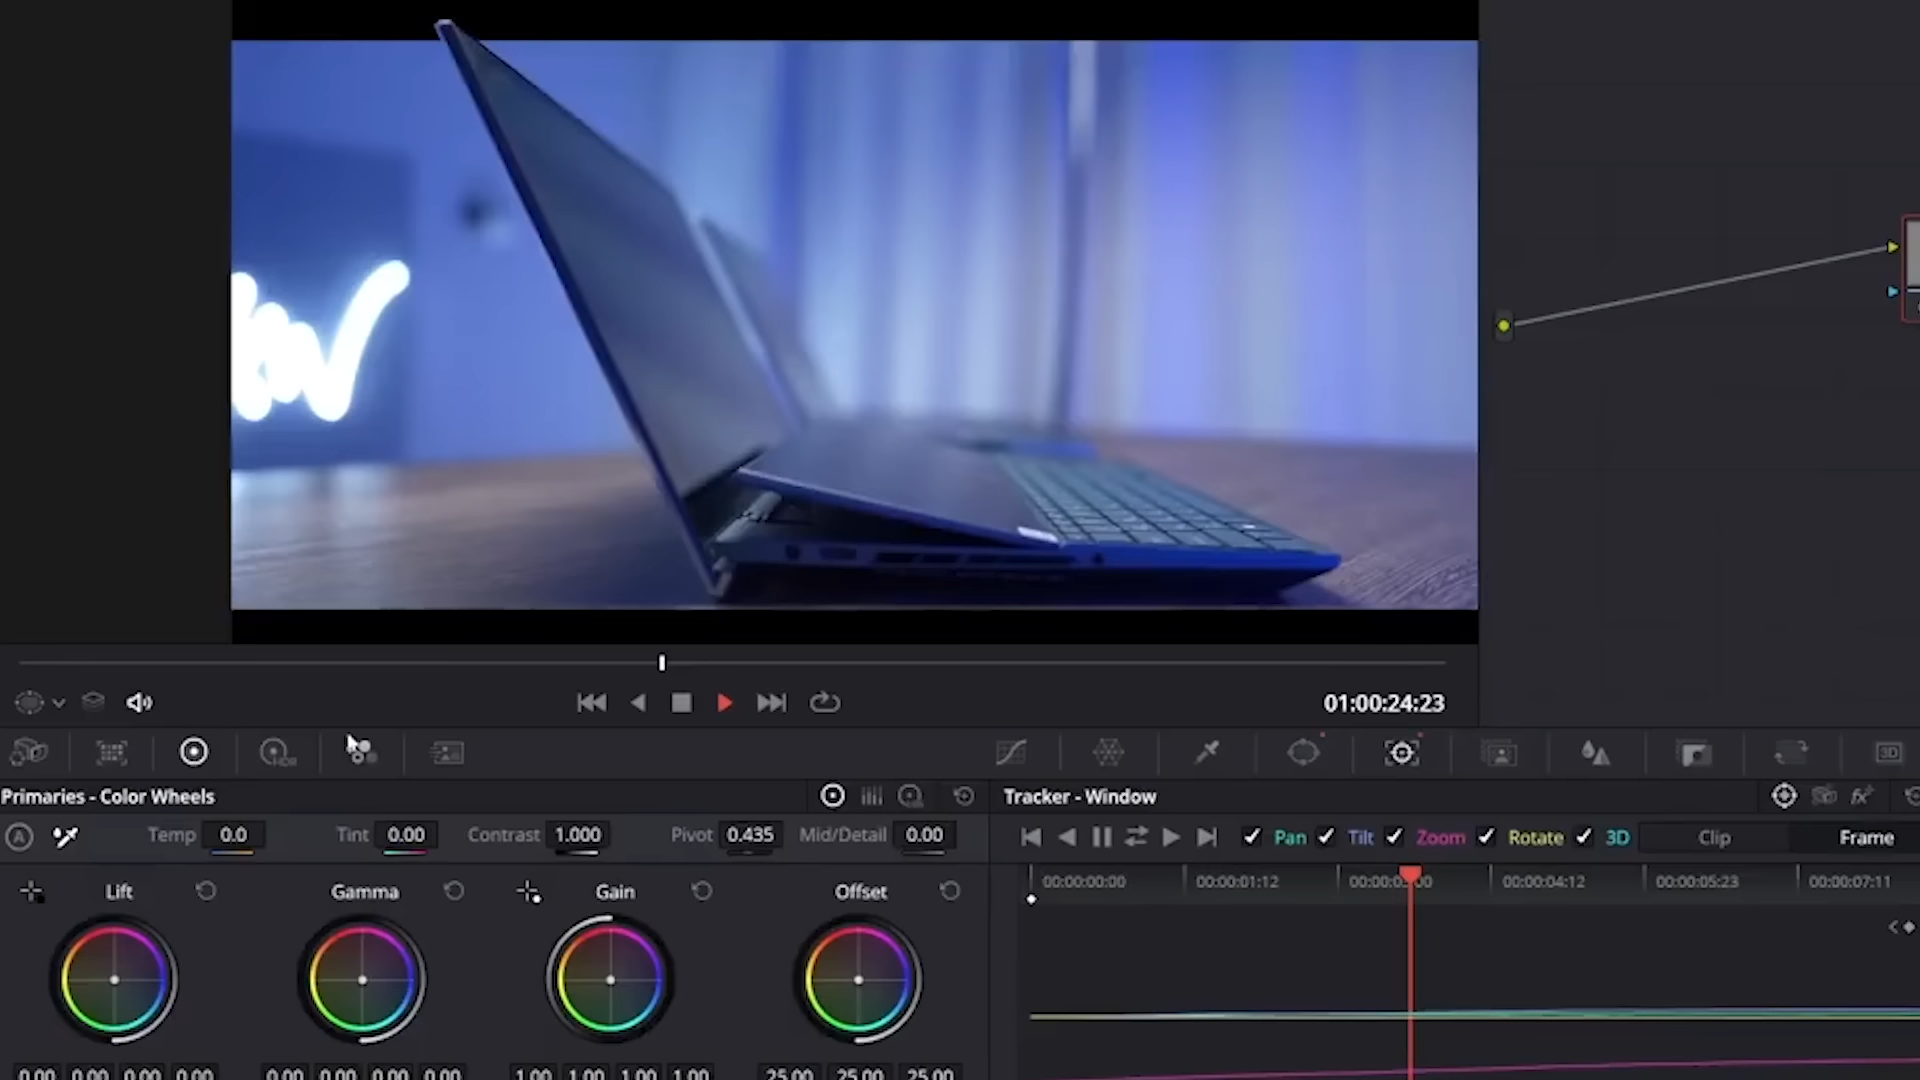 01:00:24:23
HDR
3D
Primaries - Color Wheels
Tracker - Window
fx
A
Temp 0.0 Tint 0.00 Contrast 1.000 Pivot 0.435 Mid/Detail 0.00
Pan Tilt Zoom Rotate 3D Clip Frame
Lift Gamma Gain Offset
00:00:00:00 00:00:01:12 00:00:04:12 00:00:05:23 00:00:07:11
0.00 0.00 0.00 0.00 0.00 0.00 0.00 0.00 1.00 1.00 1.00 1.00 25.00 25.00 25.00